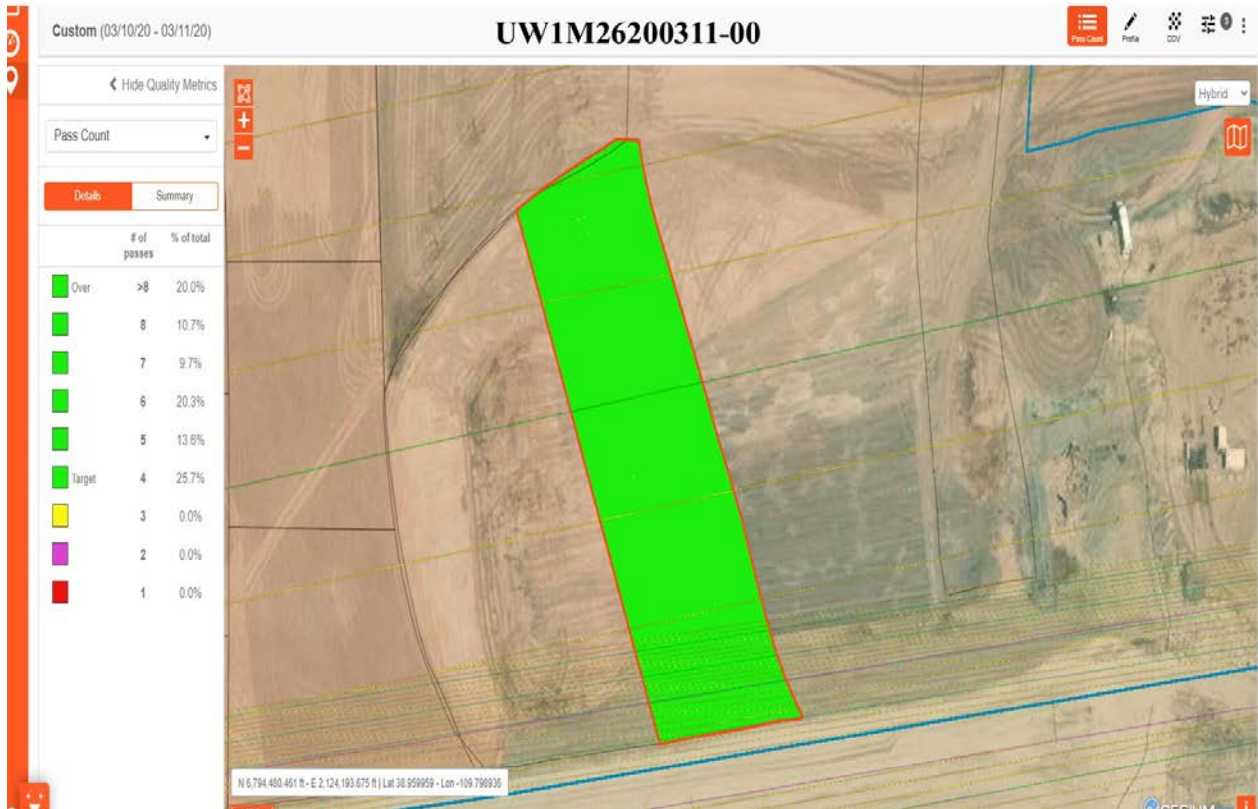 Custom (03/10/20 - 03/11/20)
UW1M26200311-00
Pass Count
Profile
CCV
3
Hide Quality Metrics
Hybrid
Pass Count
Details
Summary
# of passes % of total
Over >8 20.0%
8 10.7%
7 9.7%
6 20.3%
5 13.6%
Target 4 25.7%
3 0.0%
2 0.0%
1 0.0%
N 6,794,480.461 ft - E 2,124,193.675 ft | Lat 38.959959 - Lon -109.798936
CESIUM